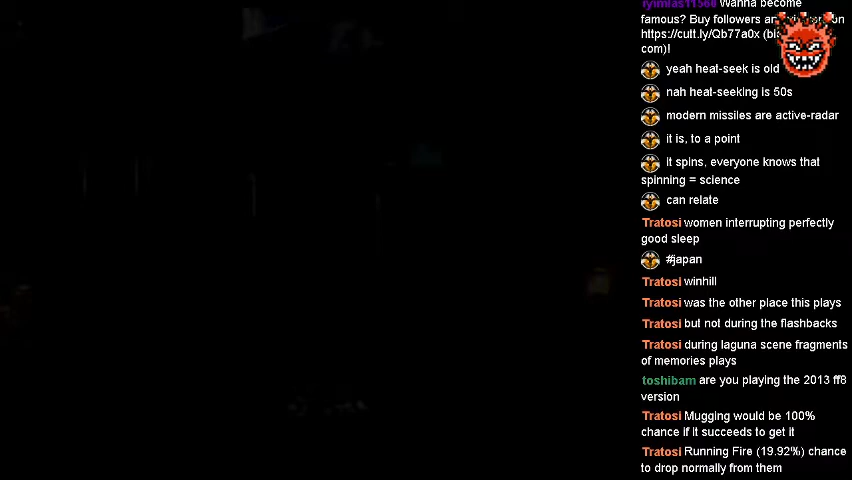 Wanna become
famous? Buy followers
https://cutt.ly/Qb77a0x
com)!
yeah heat-seek is old
nah heat-seeking is 50s
modern missiles are active-radar
it is, to a point
it spins, everyone knows that
spinning = science
can relate
Tratosi women interrupting perfectly
good sleep
#japan
Tratosi winhill
Tratosi was the other place this plays
Tratosi but not during the flashbacks
Tratosi during laguna scene fragments
of memories plays
toshibam are you playing the 2013 ff8
version
Tratosi Mugging would be 100%
chance if it succeeds to get it
Tratosi Running Fire (19.92%) chance
to drop normally from them